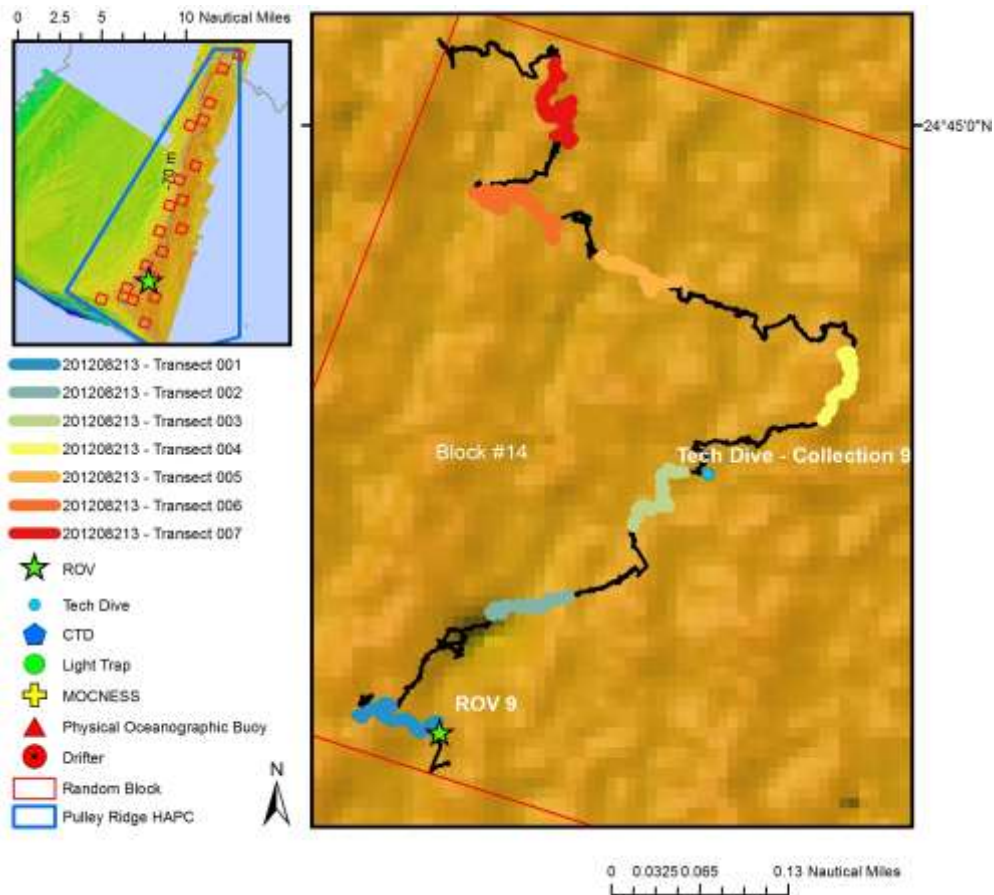 0 2.5 5 10 Nautical Miles
-70 m
201208213 - Transect 001
201208213 - Transect 002
201208213 - Transect 003
201208213 - Transect 004
201208213 - Transect 005
201208213 - Transect 006
201208213 - Transect 007
ROV
Tech Dive
CTD
Light Trap
MOCNESS
Physical Oceanographic Buoy
Drifter
Random Block
Pulley Ridge HAPC
N
24°45'0"N
Block #14
Tech Dive - Collection 9
ROV 9
0 0.0325 0.065 0.13 Nautical Miles